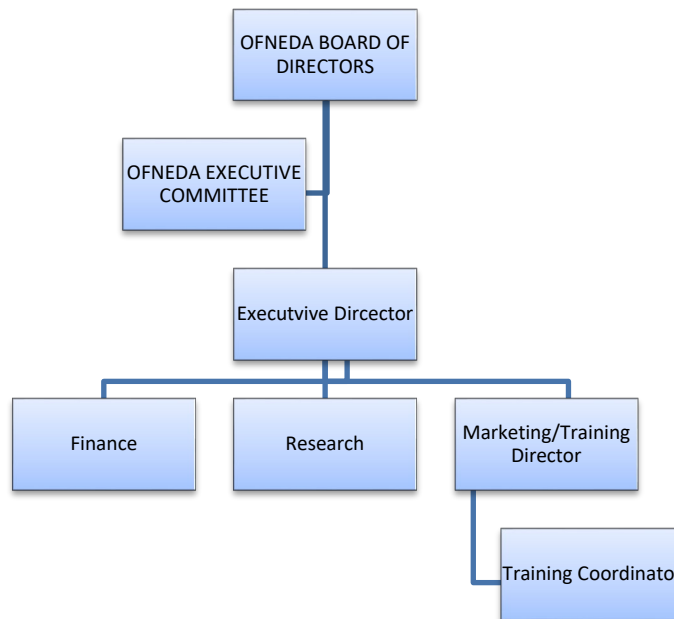 OFNEDA BOARD OF
DIRECTORS
OFNEDA EXECUTIVE
COMMITTEE
Executvive Dircector
Finance
Research
Marketing/Training
Director
Training Coordinato